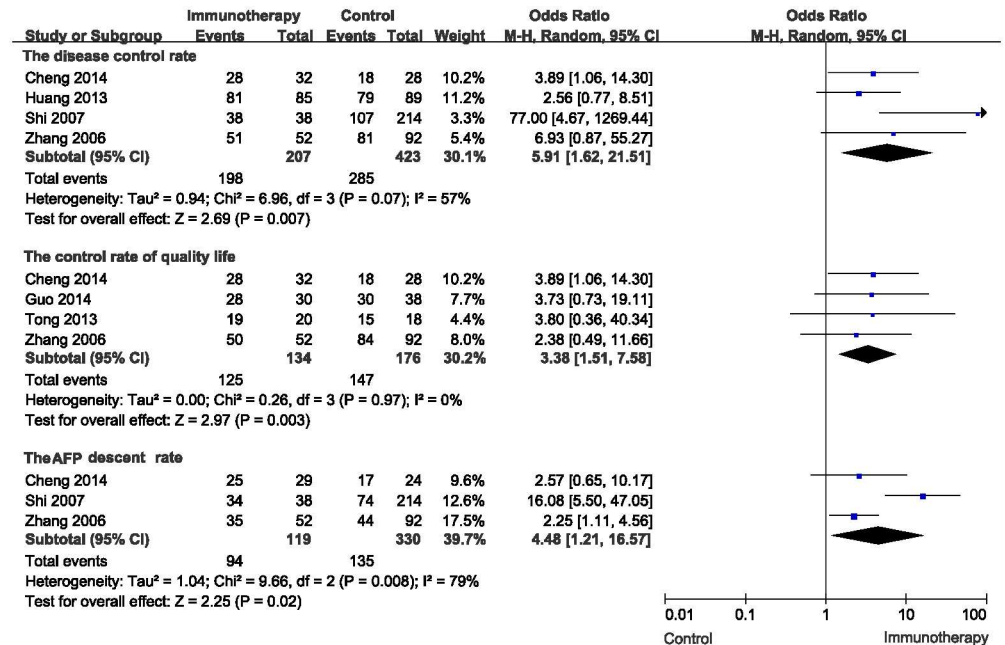 Immunotherapy Control Odds Ratio Odds Ratio
Study or Subgroup Events Total Events Total Weight M-H, Random, 95% CI M-H, Random, 95% CI
The disease control rate
Cheng 2014 28 32 18 28 10.2% 3.89 [1.06, 14.30]
Huang 2013 81 85 79 89 11.2% 2.56 [0.77, 8.51]
Shi 2007 38 38 107 214 3.3% 77.00 [4.67, 1269.44]
Zhang 2006 51 52 81 92 5.4% 6.93 [0.87, 55.27]
Subtotal (95% CI) 207 423 30.1% 5.91 [1.62, 21.51]
Total events 198 285
Heterogeneity: Tau² = 0.94; Chi² = 6.96, df = 3 (P = 0.07); I² = 57%
Test for overall effect: Z = 2.69 (P = 0.007)
The control rate of quality life
Cheng 2014 28 32 18 28 10.2% 3.89 [1.06, 14.30]
Guo 2014 28 30 30 38 7.7% 3.73 [0.73, 19.11]
Tong 2013 19 20 15 18 4.4% 3.80 [0.36, 40.34]
Zhang 2006 50 52 84 92 8.0% 2.38 [0.49, 11.66]
Subtotal (95% CI) 134 176 30.2% 3.38 [1.51, 7.58]
Total events 125 147
Heterogeneity: Tau² = 0.00; Chi² = 0.26, df = 3 (P = 0.97); I² = 0%
Test for overall effect: Z = 2.97 (P = 0.003)
The AFP descent rate
Cheng 2014 25 29 17 24 9.6% 2.57 [0.65, 10.17]
Shi 2007 34 38 74 214 12.6% 16.08 [5.50, 47.05]
Zhang 2006 35 52 44 92 17.5% 2.25 [1.11, 4.56]
Subtotal (95% CI) 119 330 39.7% 4.48 [1.21, 16.57]
Total events 94 135
Heterogeneity: Tau² = 1.04; Chi² = 9.66, df = 2 (P = 0.008); I² = 79%
Test for overall effect: Z = 2.25 (P = 0.02)
0.01 0.1 1 10 100
Control Immunotherapy